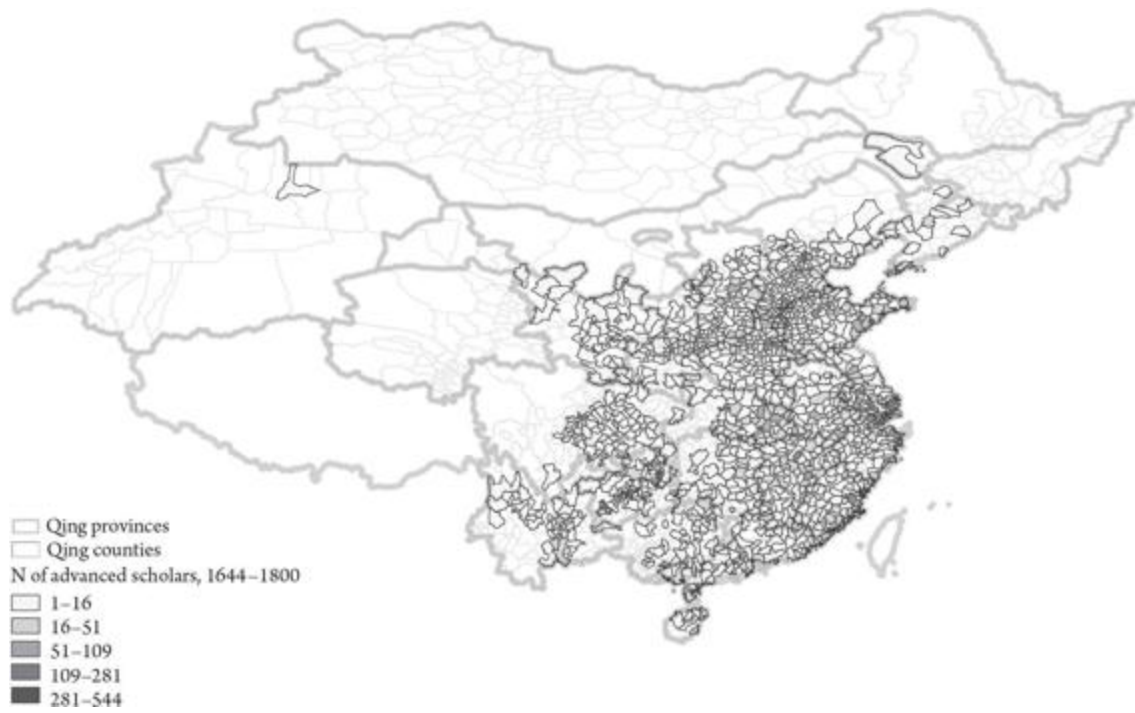 Qing provinces
Qing counties
N of advanced scholars, 1644–1800
1–16
16–51
51–109
109–281
281–544